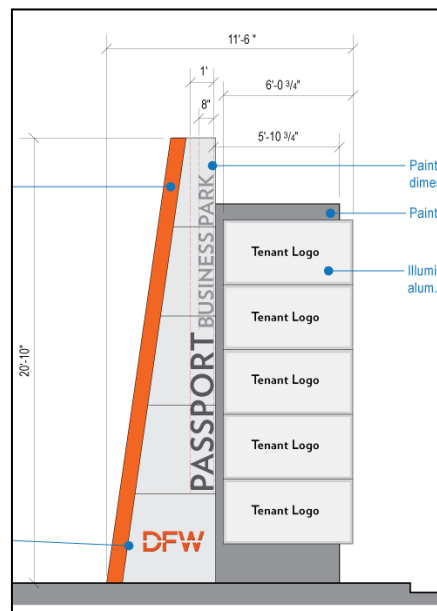 11'-6 "
1'
6'-0 3/4"
8"
5'-10 3/4"
Paint
dimen
Paint
Illumi
alum.
20'-10"
PASSPORT BUSINESS PARK
Tenant Logo
Tenant Logo
Tenant Logo
Tenant Logo
Tenant Logo
DFW